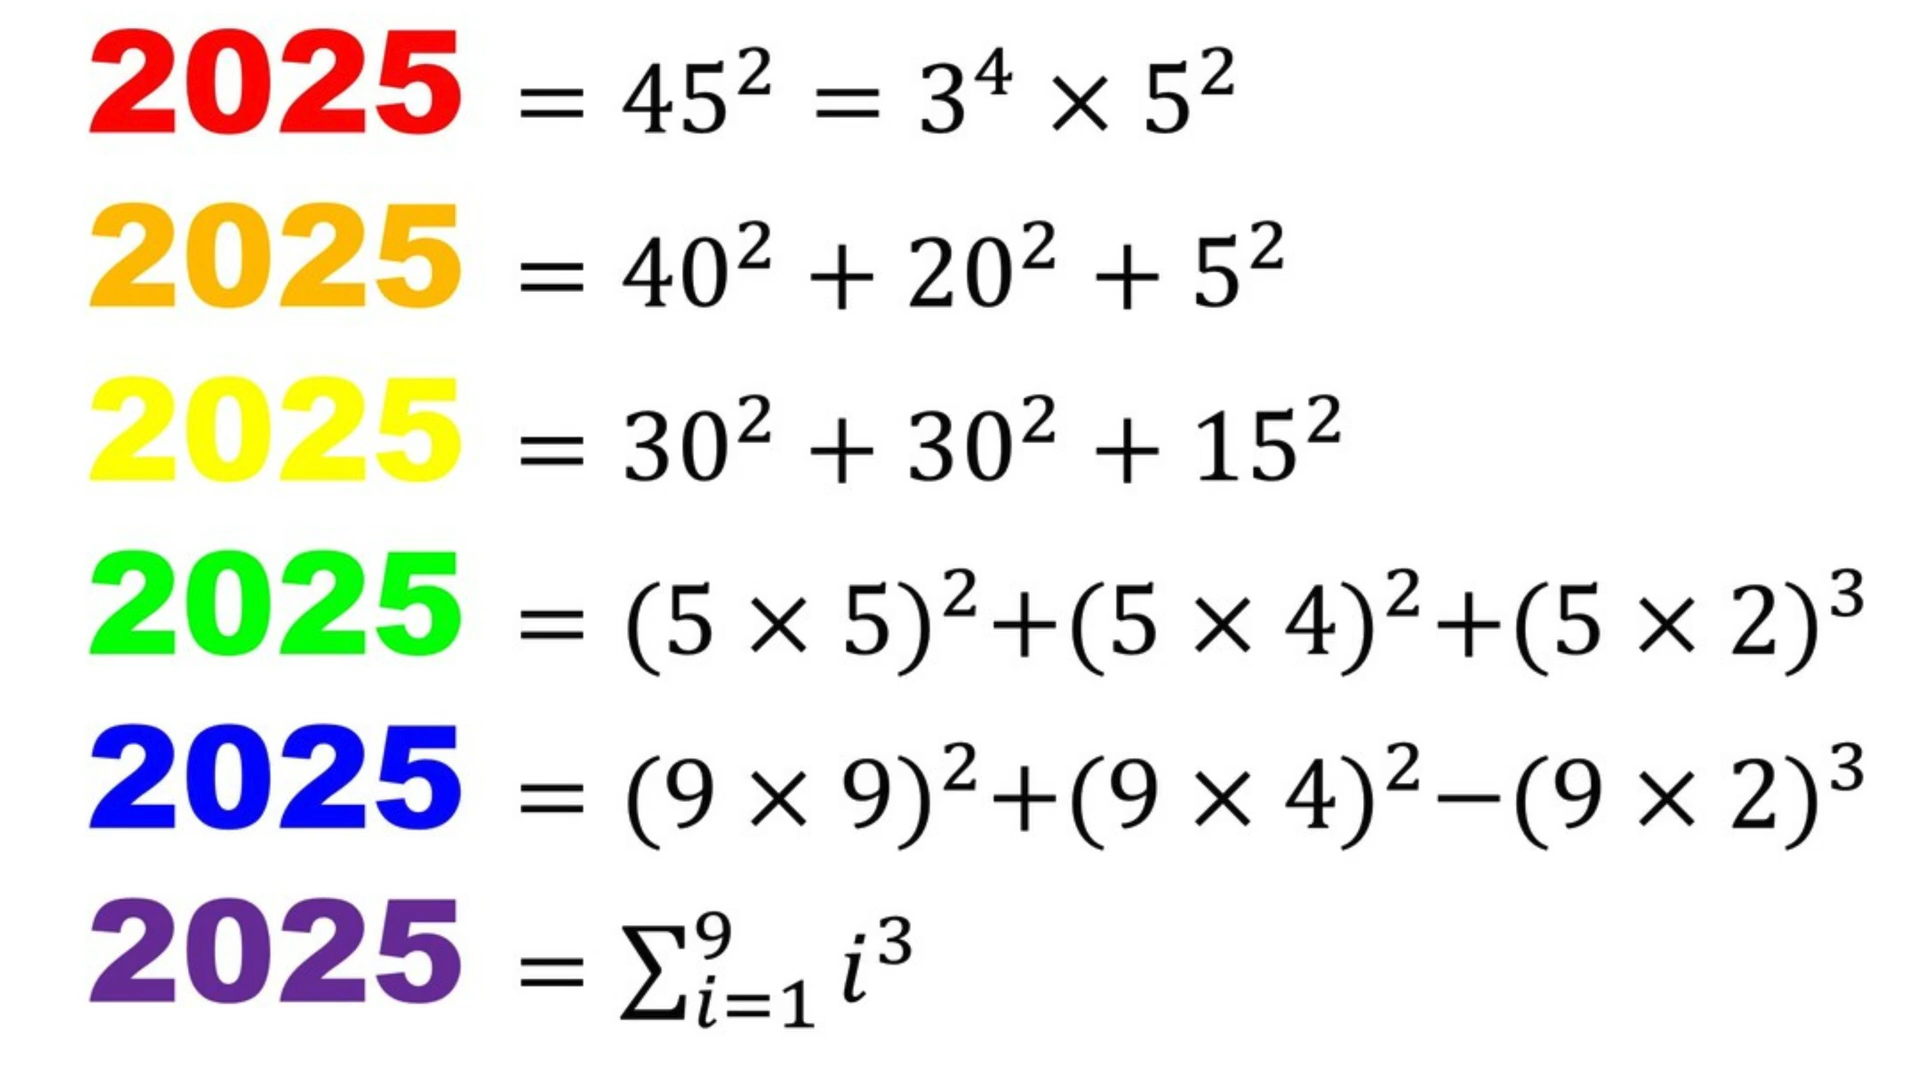 2025 = 45² = 3⁴ × 5²
2025 = 40² + 20² + 5²
2025 = 30² + 30² + 15²
2025 = (5 × 5)²+(5 × 4)²+(5 × 2)³
2025 = (9 × 9)²+(9 × 4)²−(9 × 2)³
2025 = ∑⁹ᵢ₌₁ i³